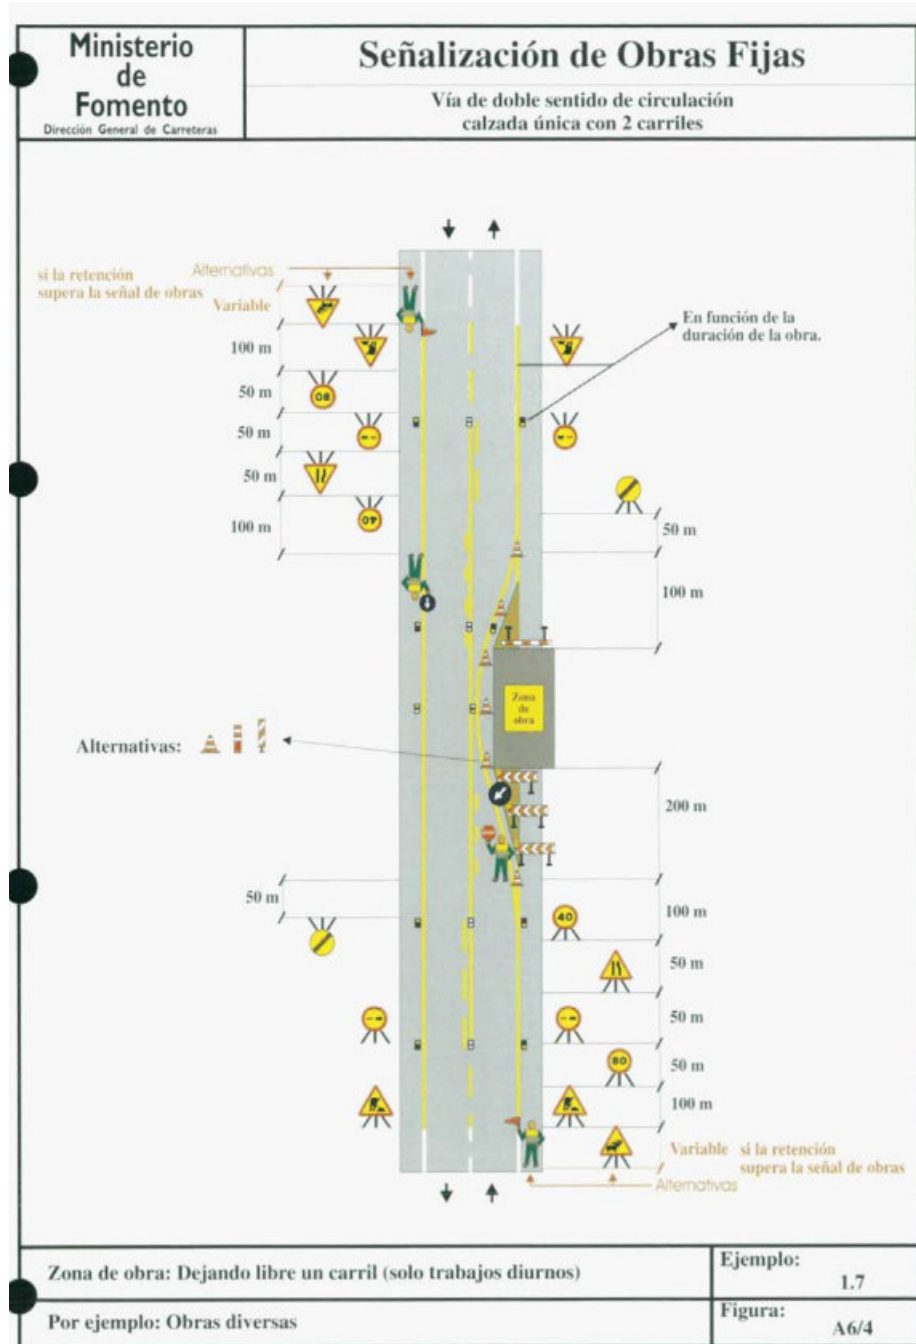 Ministerio
de
Fomento
Dirección General de Carreteras
Señalización de Obras Fijas
Vía de doble sentido de circulación
calzada única con 2 carriles
si la retención
supera la señal de obras
Alternativas
Variable
100 m
80
50 m
50 m
50 m
40
100 m
En función de la
duración de la obra.
50 m
100 m
Zona
de
obra
Alternativas:
200 m
50 m
40
100 m
50 m
50 m
80
50 m
100 m
Variable si la retención
supera la señal de obras
Alternativas
Zona de obra: Dejando libre un carril (solo trabajos diurnos)
Ejemplo:
1.7
Por ejemplo: Obras diversas
Figura:
A6/4